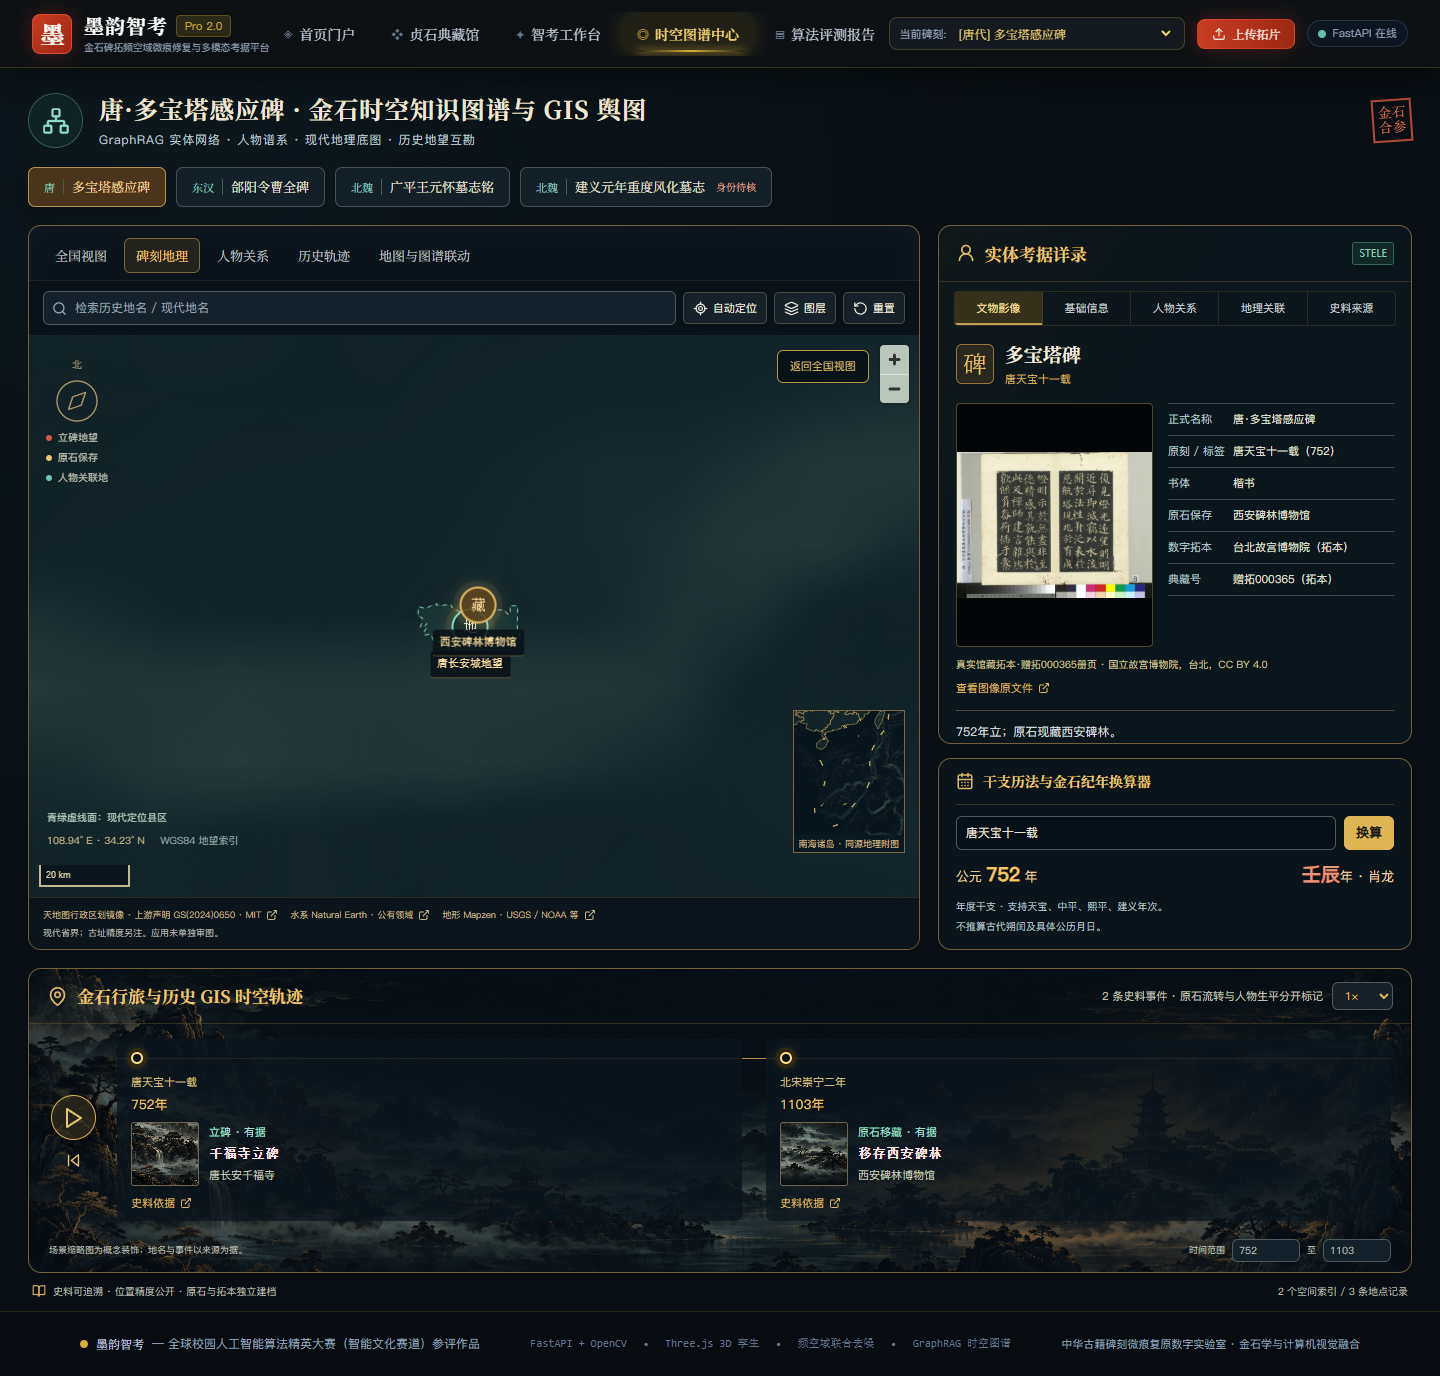 墨
墨韵智考
Pro 2.0
金石碑拓频空域微痕修复与多模态考据平台
首页门户
贞石典藏馆
智考工作台
时空图谱中心
算法评测报告
当前碑刻:
[唐代] 多宝塔感应碑
上传拓片
FastAPI 在线
唐·多宝塔感应碑 · 金石时空知识图谱与 GIS 舆图
GraphRAG 实体网络 · 人物谱系 · 现代地理底图 · 历史地望互勘
金石
合参
唐 多宝塔感应碑
东汉 郃阳令曹全碑
北魏 广平王元怀墓志铭
北魏 建义元年重度风化墓志 身份待核
全国视图
碑刻地理
人物关系
历史轨迹
地图与图谱联动
检索历史地名 / 现代地名
自动定位
图层
重置
北
立碑地望
原石保存
人物关联地
返回全国视图
+
−
藏
地
西安碑林博物馆
唐长安城地望
南海诸岛 · 同源地理附图
青绿虚线面：现代定位县区
108.94° E · 34.23° N WGS84 地望索引
20 km
天地图行政区划镜像 · 上游声明 GS(2024)0650 · MIT
水系 Natural Earth · 公有领域
地形 Mapzen · USGS / NOAA 等
现代省界；古址精度另注。应用未单独审图。
实体考据详录
STELE
文物影像
基础信息
人物关系
地理关联
史料来源
碑
多宝塔碑
唐天宝十一载
正式名称 唐·多宝塔感应碑
原刻 / 标签 唐天宝十一载（752）
书体 楷书
原石保存 西安碑林博物馆
数字拓本 台北故宫博物院（拓本）
典藏号 赠拓000365（拓本）
真实馆藏拓本·赠拓000365册页 · 国立故宫博物院，台北，CC BY 4.0
查看图像原文件
752年立；原石现藏西安碑林。
干支历法与金石纪年换算器
唐天宝十一载
换算
公元 752 年
壬辰年 · 肖龙
年度干支 · 支持天宝、中平、熙平、建义年次。
不推算古代朔闰及具体公历月日。
金石行旅与历史 GIS 时空轨迹
2 条史料事件 · 原石流转与人物生平分开标记
1×
唐天宝十一载
752年
立碑 · 有据
千福寺立碑
唐长安千福寺
史料依据
北宋崇宁二年
1103年
原石移藏 · 有据
移存西安碑林
西安碑林博物馆
史料依据
场景缩略图为概念装饰；地名与事件以来源为据。
时间范围 752 至 1103
史料可追溯 · 位置精度公开 · 原石与拓本独立建档
2 个空间索引 / 3 条地点记录
墨韵智考 — 全球校园人工智能算法精英大赛（智能文化赛道）参评作品
FastAPI + OpenCV • Three.js 3D 孪生 • 频空域联合去噪 • GraphRAG 时空图谱
中华古籍碑刻微痕复原数字实验室 · 金石学与计算机视觉融合